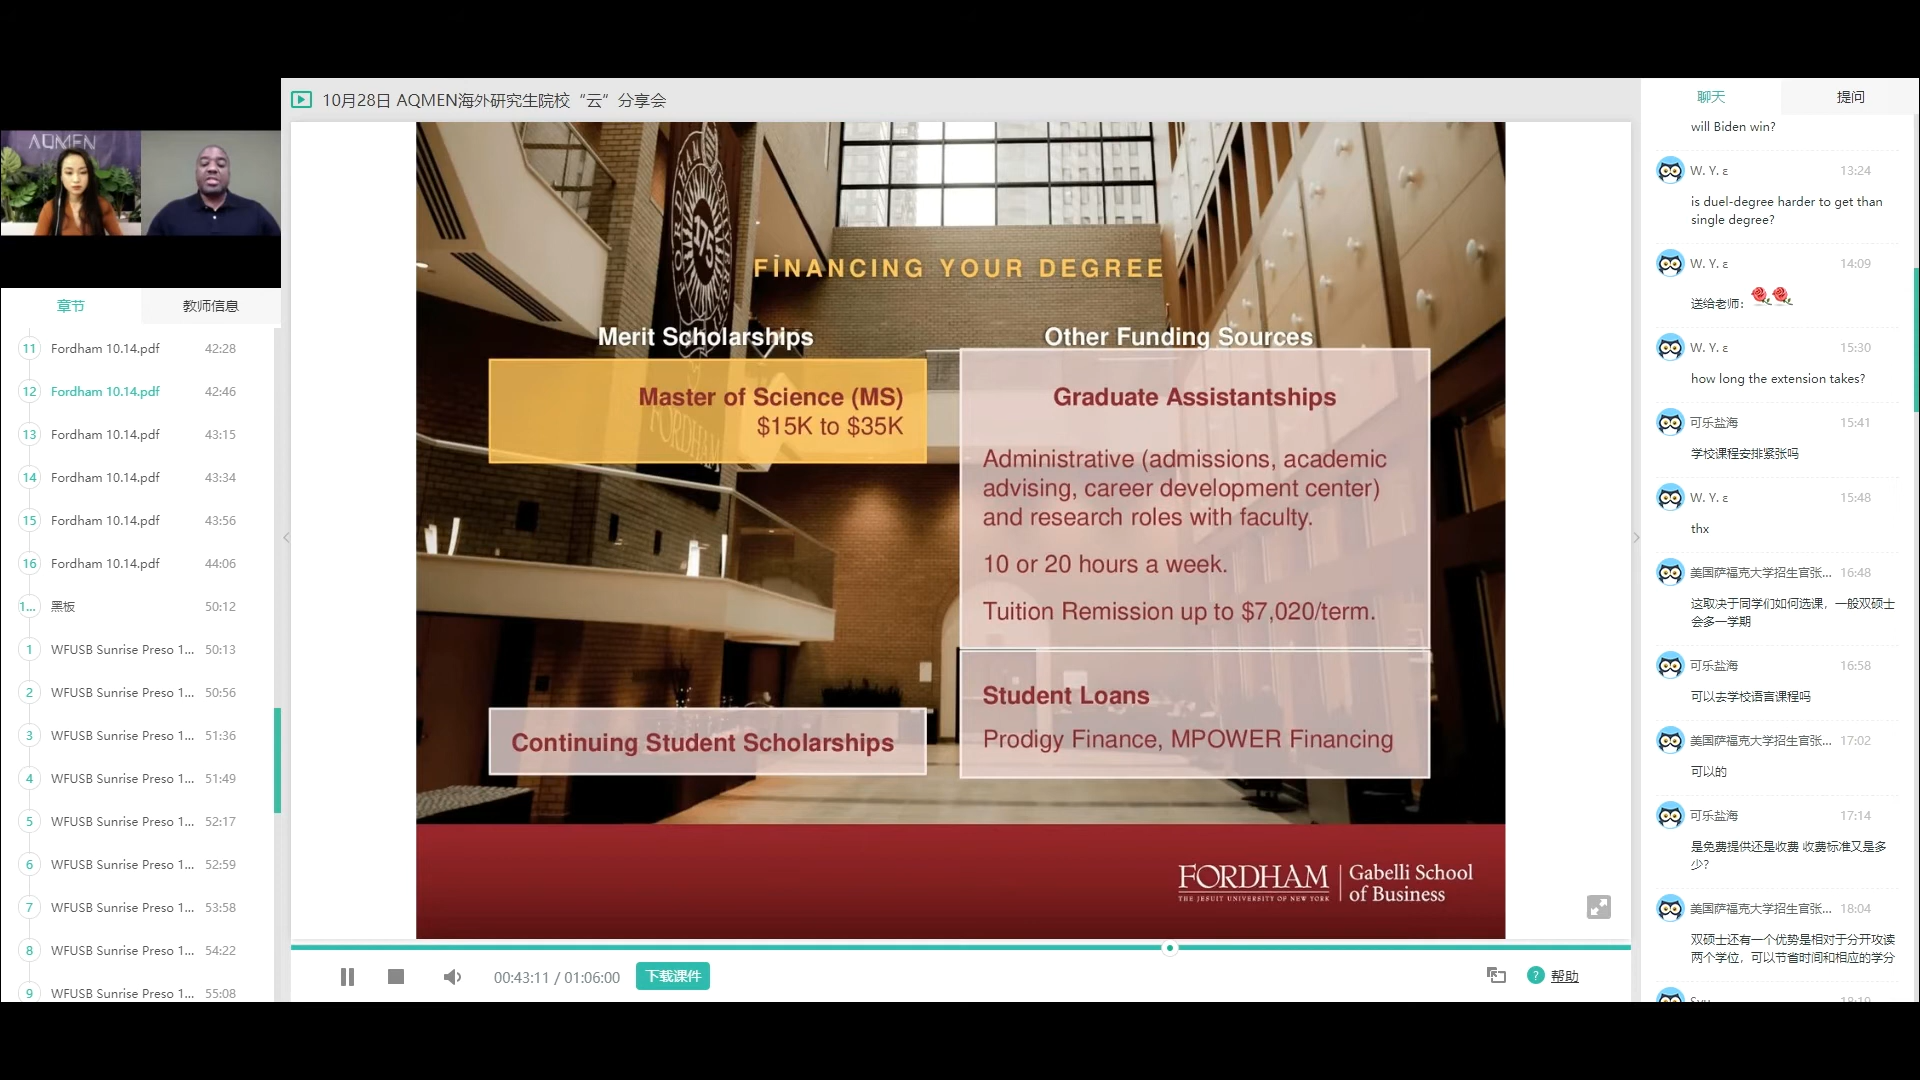 10月28日 AQMEN海外研究生院校“云”分享会
AQMEN
章节
教师信息
11 Fordham 10.14.pdf 42:28
12 Fordham 10.14.pdf 42:46
13 Fordham 10.14.pdf 43:15
14 Fordham 10.14.pdf 43:34
15 Fordham 10.14.pdf 43:56
16 Fordham 10.14.pdf 44:06
1... 黑板 50:12
1 WFUSB Sunrise Preso 1... 50:13
2 WFUSB Sunrise Preso 1... 50:56
3 WFUSB Sunrise Preso 1... 51:36
4 WFUSB Sunrise Preso 1... 51:49
5 WFUSB Sunrise Preso 1... 52:17
6 WFUSB Sunrise Preso 1... 52:59
7 WFUSB Sunrise Preso 1... 53:58
8 WFUSB Sunrise Preso 1... 54:22
9 WFUSB Sunrise Preso 1... 55:08
FORDHAM
175
FINANCING YOUR DEGREE
Merit Scholarships
Master of Science (MS)
$15K to $35K
FORDHAM
Continuing Student Scholarships
Other Funding Sources
Graduate Assistantships
Administrative (admissions, academic
advising, career development center)
and research roles with faculty.
10 or 20 hours a week.
Tuition Remission up to $7,020/term.
Student Loans
Prodigy Finance, MPOWER Financing
FORDHAM
THE JESUIT UNIVERSITY OF NEW YORK
Gabelli School
of Business
00:43:11 / 01:06:00
下载课件
? 帮助
聊天
提问
will Biden win?
W. Y. ε 13:24
is duel-degree harder to get than
single degree?
W. Y. ε 14:09
送给老师：
W. Y. ε 15:30
how long the extension takes?
可乐盐海 15:41
学校课程安排紧张吗
W. Y. ε 15:48
thx
美国萨福克大学招生官张... 16:48
这取决于同学们如何选课，一般双硕士
会多一学期
可乐盐海 16:58
可以去学校语言课程吗
美国萨福克大学招生官张... 17:02
可以的
可乐盐海 17:14
是免费提供还是收费 收费标准又是多
少？
美国萨福克大学招生官张... 18:04
双硕士还有一个优势是相对于分开攻读
两个学位，可以节省时间和相应的学分